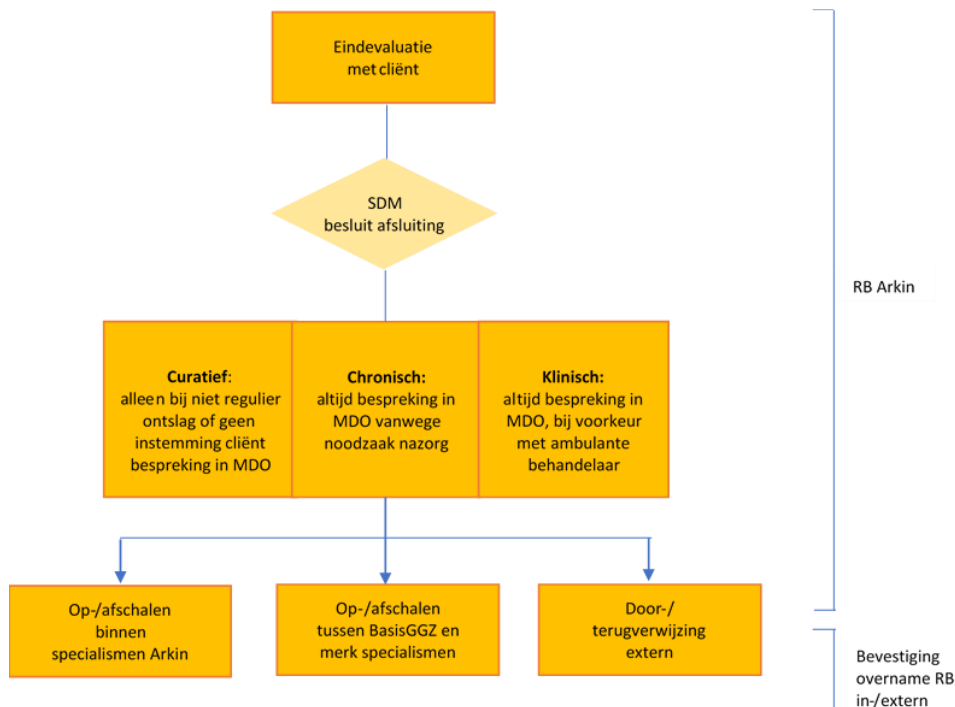 Eindevaluatie
met cliënt
SDM
besluit afsluiting
RB Arkin
Curatief:
alleen bij niet regulier
ontslag of geen
instemming cliënt
bespreking in MDO
Chronisch:
altijd bespreking in
MDO vanwege
noodzaak nazorg
Klinisch:
altijd bespreking in
MDO, bij voorkeur
met ambulante
behandelaar
Op-/afschalen
binnen
specialismen Arkin
Op-/afschalen
tussen BasisGGZ en
merk specialismen
Door-/
terugverwijzing
extern
Bevestiging
overname RB
in-/extern